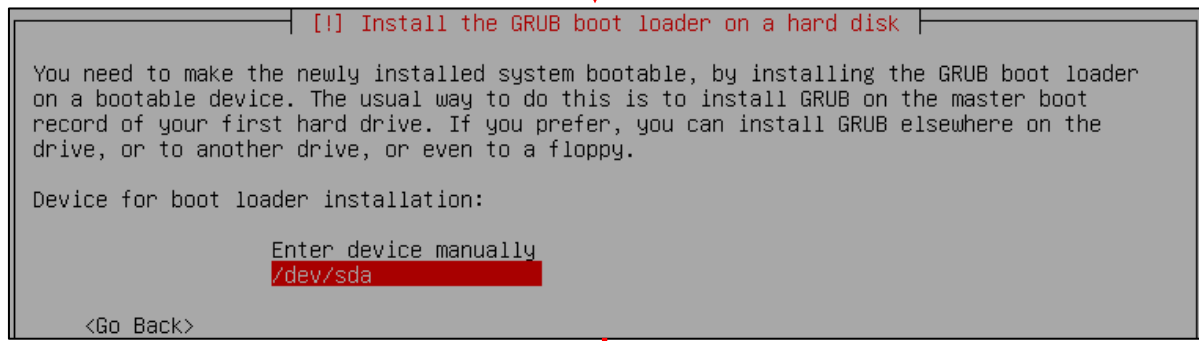 [!] Install the GRUB boot loader on a hard disk
You need to make the newly installed system bootable, by installing the GRUB boot loader
on a bootable device. The usual way to do this is to install GRUB on the master boot
record of your first hard drive. If you prefer, you can install GRUB elsewhere on the
drive, or to another drive, or even to a floppy.
Device for boot loader installation:
Enter device manually
/dev/sda
<Go Back>